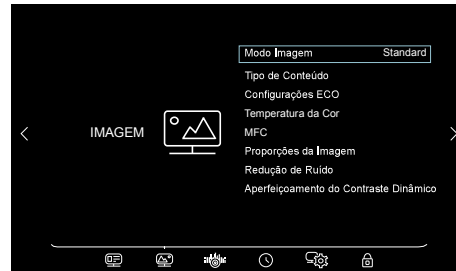 Modo Imagem Standard
Tipo de Conteúdo
Configurações ECO
Temperatura da Cor
IMAGEM
MFC
Proporções da Imagem
Redução de Ruído
Aperfeiçoamento do Contraste Dinâmico